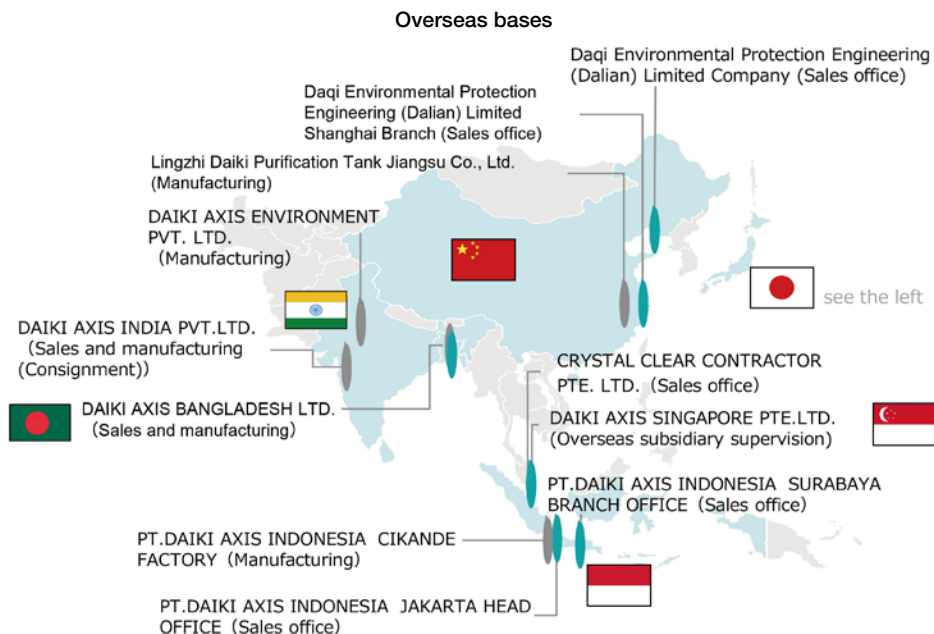 Overseas bases
Daqi Environmental Protection Engineering
(Dalian) Limited Company (Sales office)
Daqi Environmental Protection
Engineering (Dalian) Limited
Shanghai Branch (Sales office)
Lingzhi Daiki Purification Tank Jiangsu Co., Ltd.
(Manufacturing)
DAIKI AXIS ENVIRONMENT
PVT. LTD.
(Manufacturing)
see the left
DAIKI AXIS INDIA PVT.LTD.
(Sales and manufacturing
(Consignment))
CRYSTAL CLEAR CONTRACTOR
PTE. LTD. (Sales office)
DAIKI AXIS BANGLADESH LTD.
(Sales and manufacturing)
DAIKI AXIS SINGAPORE PTE.LTD.
(Overseas subsidiary supervision)
PT.DAIKI AXIS INDONESIA SURABAYA
BRANCH OFFICE (Sales office)
PT.DAIKI AXIS INDONESIA CIKANDE
FACTORY (Manufacturing)
PT.DAIKI AXIS INDONESIA JAKARTA HEAD
OFFICE (Sales office)